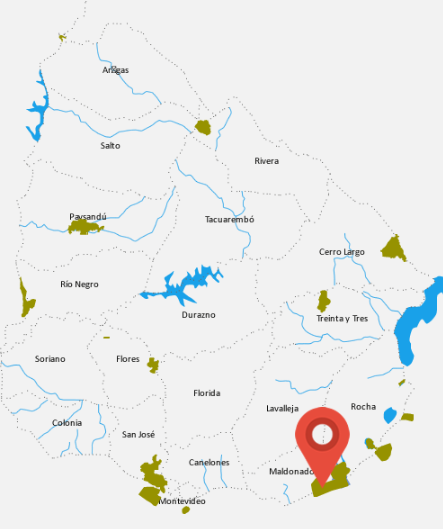 Artigas
Salto
Rivera
Paysandú
Tacuarembó
Cerro Largo
Río Negro
Durazno
Treinta y Tres
Soriano
Flores
Florida
Lavalleja
Rocha
Colonia
San José
Canelones
Maldonado
Montevideo